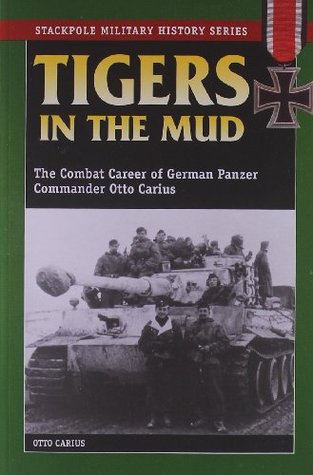 STACKPOLE MILITARY HISTORY SERIES
TIGERS
IN THE MUD
The Combat Career of German Panzer
Commander Otto Carius
OTTO CARIUS